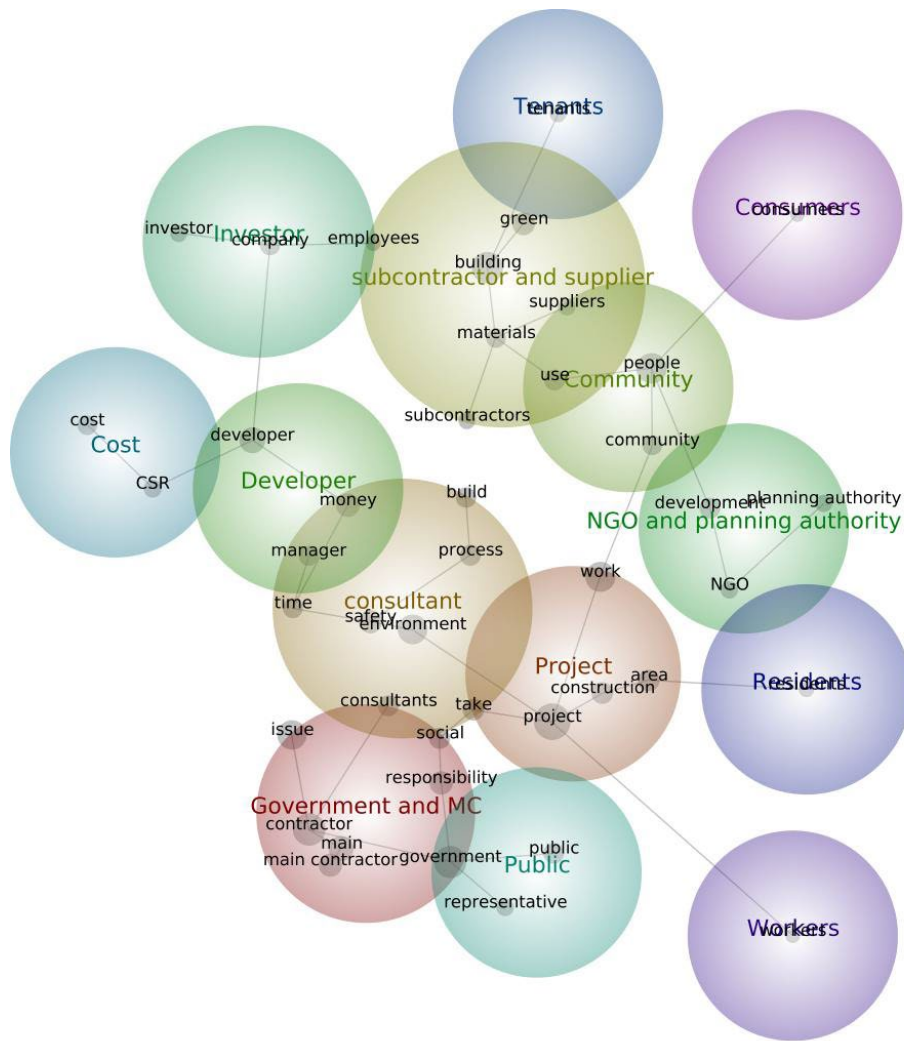 Tenants
tenants
Consumers
consumers
investor
Investor
company
employees
green
building
subcontractor and supplier
suppliers
materials
use
people
Community
subcontractors
community
cost
Cost
CSR
developer
Developer
money
build
process
manager
time
consultant
safety
environment
development
planning authority
NGO and planning authority
NGO
work
Project
construction
area
project
Residents
residents
consultants
take
issue
social
responsibility
Government and MC
contractor
main
main contractor
government
public
Public
representative
Workers
workers